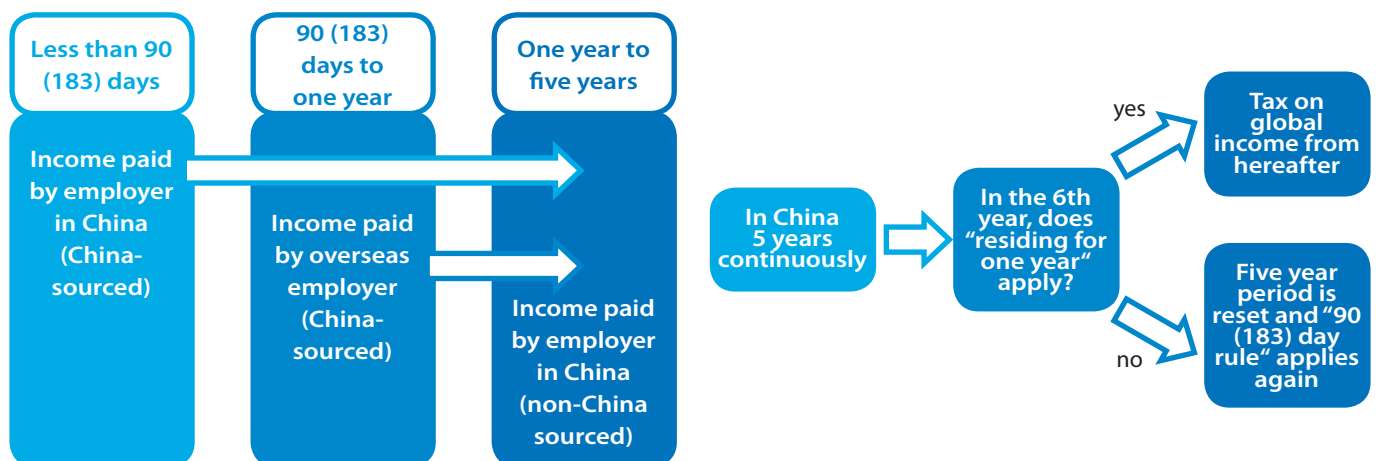 Less than 90
(183) days
Income paid
by employer
in China
(China-
sourced)
90 (183)
days to
one year
Income paid
by overseas
employer
(China-
sourced)
One year to
five years
Income paid
by employer
in China
(non-China
sourced)
In China
5 years
continuously
In the 6th
year, does
“residing for
one year“
apply?
yes
Tax on
global
income from
hereafter
no
Five year
period is
reset and “90
(183) day
rule“ applies
again